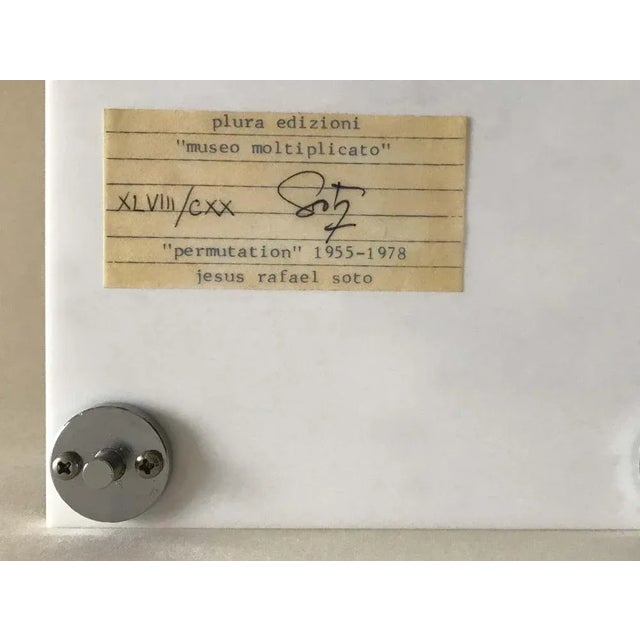 plura edizioni
"museo moltiplicato"
XLVIII/CXX Soto
"permutation" 1955-1978
jesus rafael soto